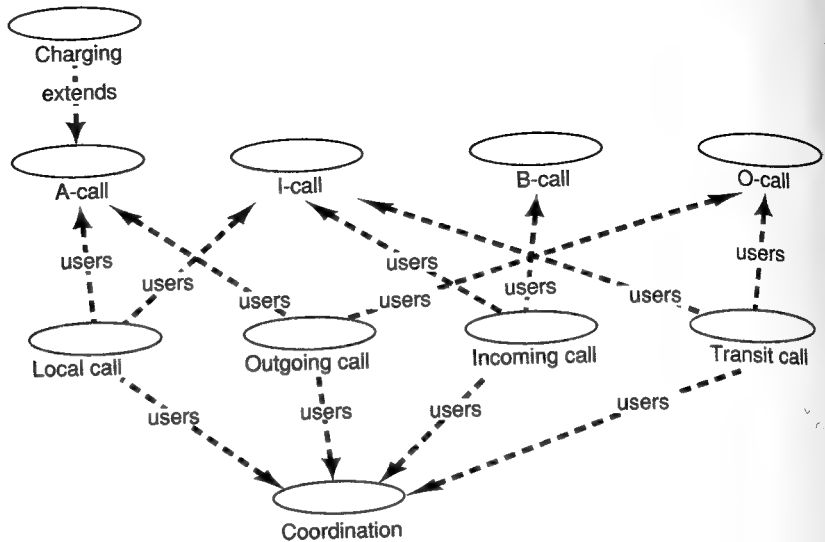 Charging
extends
A-call
I-call
B-call
O-call
users
users
users
users
users
users
users
users
Local call
Outgoing call
Incoming call
Transit call
users
users
users
users
Coordination